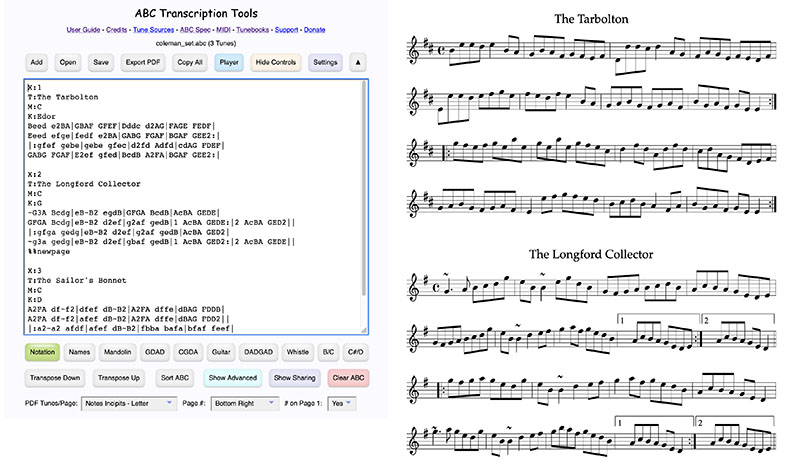 ABC Transcription Tools
User Guide - Credits - Tune Sources - ABC Spec - MIDI - Tunebooks - Support - Donate
coleman_set.abc (3 Tunes)
Add Open Save Export PDF Copy All Player Hide Controls Settings ▲
X:1
T:The Tarbolton
M:C
K:Edor
Beed e2BA|GBAF GFEF|Dddc d2AG|FAGE FEDF|
Eeed efge|fedf e2BA|GABG FGAF|BGAF GEE2:|
|:gfef gebe|gebe gfec|d2fd Adfd|cdAG FDEF|
GABG FGAF|E2ef gfed|BcdB A2FA|BGAF GEE2:|
X:2
T:The Longford Collector
M:C
K:G
~G3A Bcdg|eB~B2 egdB|GFGA BcdB|AcBA GEDE|
GFGA Bcdg|eB~B2 d2ef|g2af gedB|1 AcBA GEDE:|2 AcBA GED2||
|:gfga gedg|eB~B2 d2ef|g2af gedB|AcBA GED2|
~g3a gedg|eB~B2 d2ef|gbaf gedB|1 AcBA GED2:|2 AcBA GEDE||
%%newpage
X:3
T:The Sailor's Bonnet
M:C
K:D
A2FA df~f2|dfef dB~B2|A2FA dffe|dBAG FDDB|
A2FA df~f2|afef dB~B2|A2FA dffe|dBAG FDD2||
|:a2~a2 afdf|afef dB~B2|fbba bafa|bfaf feef|
Notation Names Mandolin GDAD CGDA Guitar DADGAD Whistle B/C C#/D
Transpose Down Transpose Up Sort ABC Show Advanced Show Sharing Clear ABC
PDF Tunes/Page: Notes Incipits - Letter Page #: Bottom Right # on Page 1: Yes
The Tarbolton
The Longford Collector
1 2
1 2